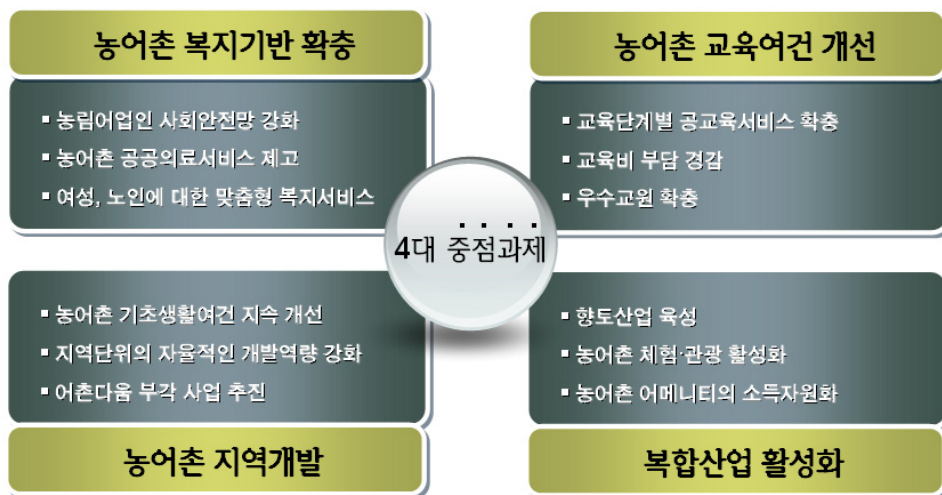 농어촌 복지기반 확충
▪ 농림어업인 사회안전망 강화
▪ 농어촌 공공의료서비스 제고
▪ 여성, 노인에 대한 맞춤형 복지서비스
농어촌 교육여건 개선
▪ 교육단계별 공교육서비스 확충
▪ 교육비 부담 경감
▪ 우수교원 확충
4대 중점과제
▪ 농어촌 기초생활여건 지속 개선
▪ 지역단위의 자율적인 개발역량 강화
▪ 어촌다움 부각 사업 추진
농어촌 지역개발
▪ 향토산업 육성
▪ 농어촌 체험·관광 활성화
▪ 농어촌 어메니티의 소득자원화
복합산업 활성화